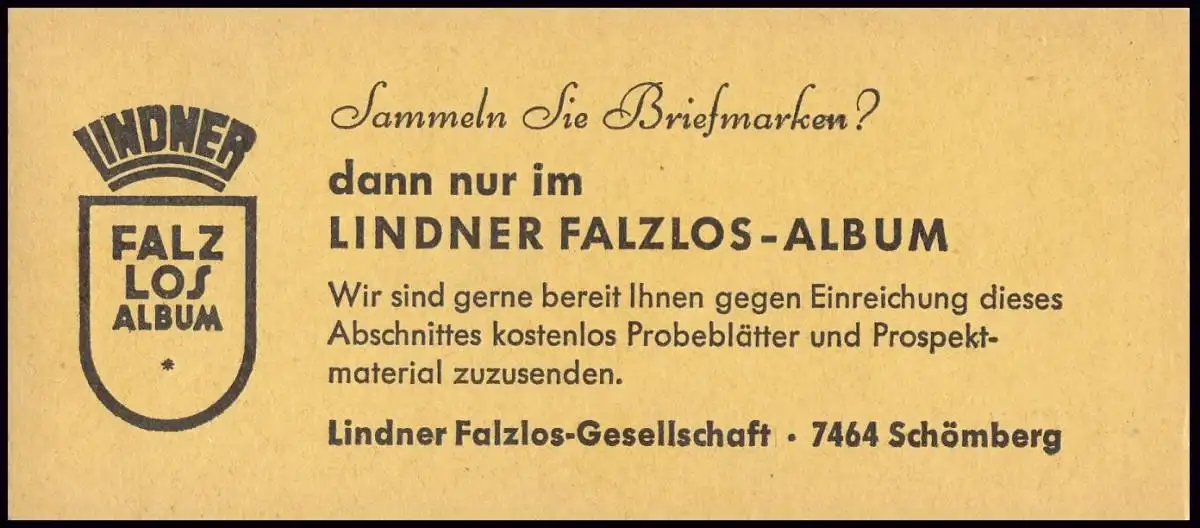 LINDNER
FALZ
LOS
ALBUM
*
Sammeln Sie Briefmarken?
dann nur im
LINDNER FALZLOS-ALBUM
Wir sind gerne bereit Ihnen gegen Einreichung dieses
Abschnittes kostenlos Probeblätter und Prospekt-
material zuzusenden.
Lindner Falzlos-Gesellschaft · 7464 Schömberg